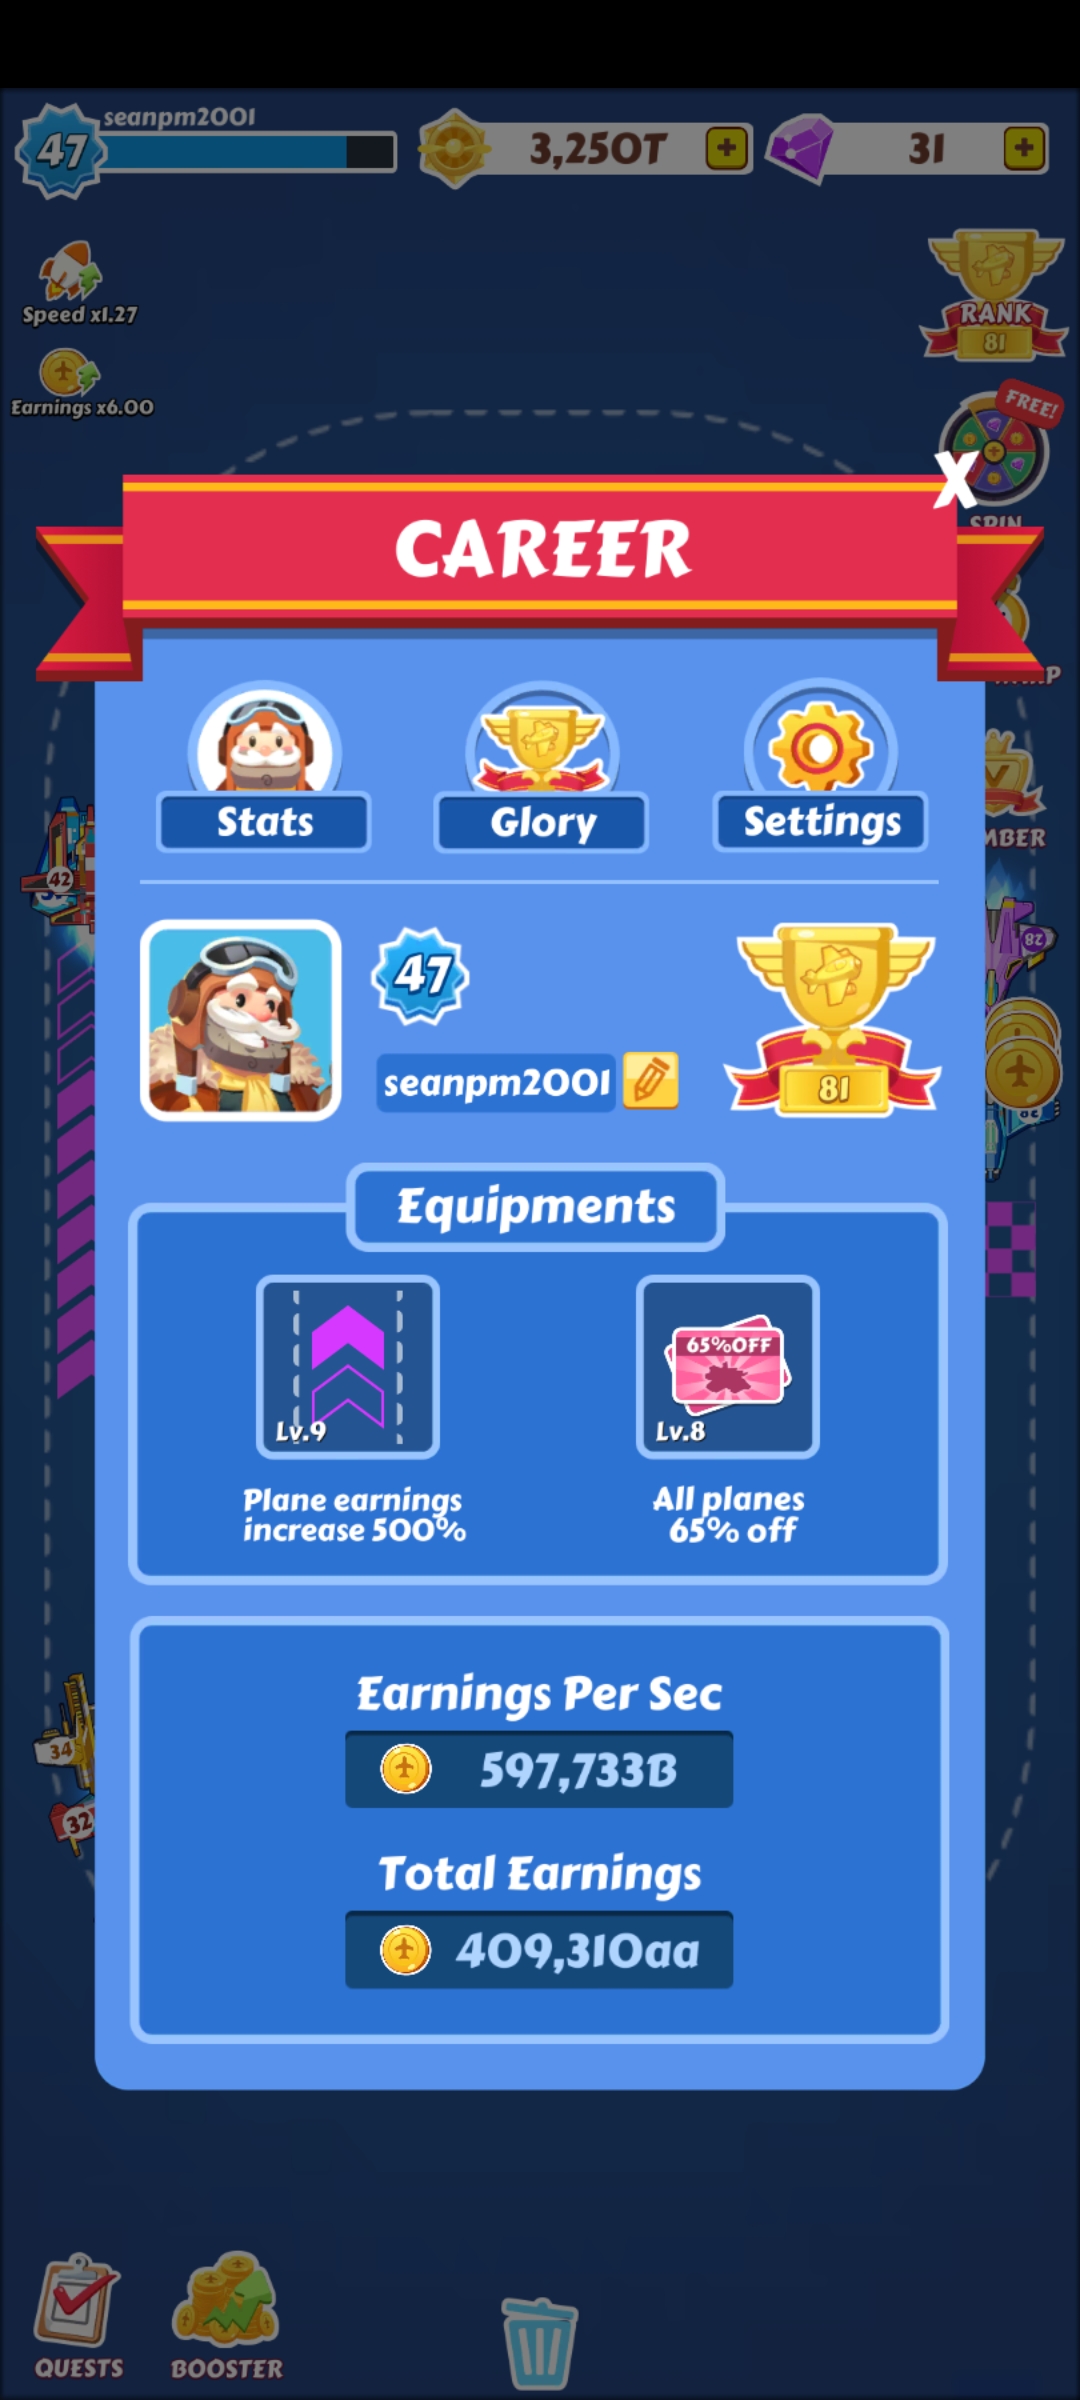 seanpm2001
47
3,250T
31
Speed x1.27
Earnings x6.00
RANK
81
FREE!
SPIN
CAREER
X
Stats
Glory
Settings
MBER
42
47
seanpm2001
81
28
Equipments
65%OFF
Lv.9
Lv.8
Plane earnings
increase 500%
All planes
65% off
Earnings Per Sec
597,733B
34
32
Total Earnings
409,310aa
QUESTS
BOOSTER